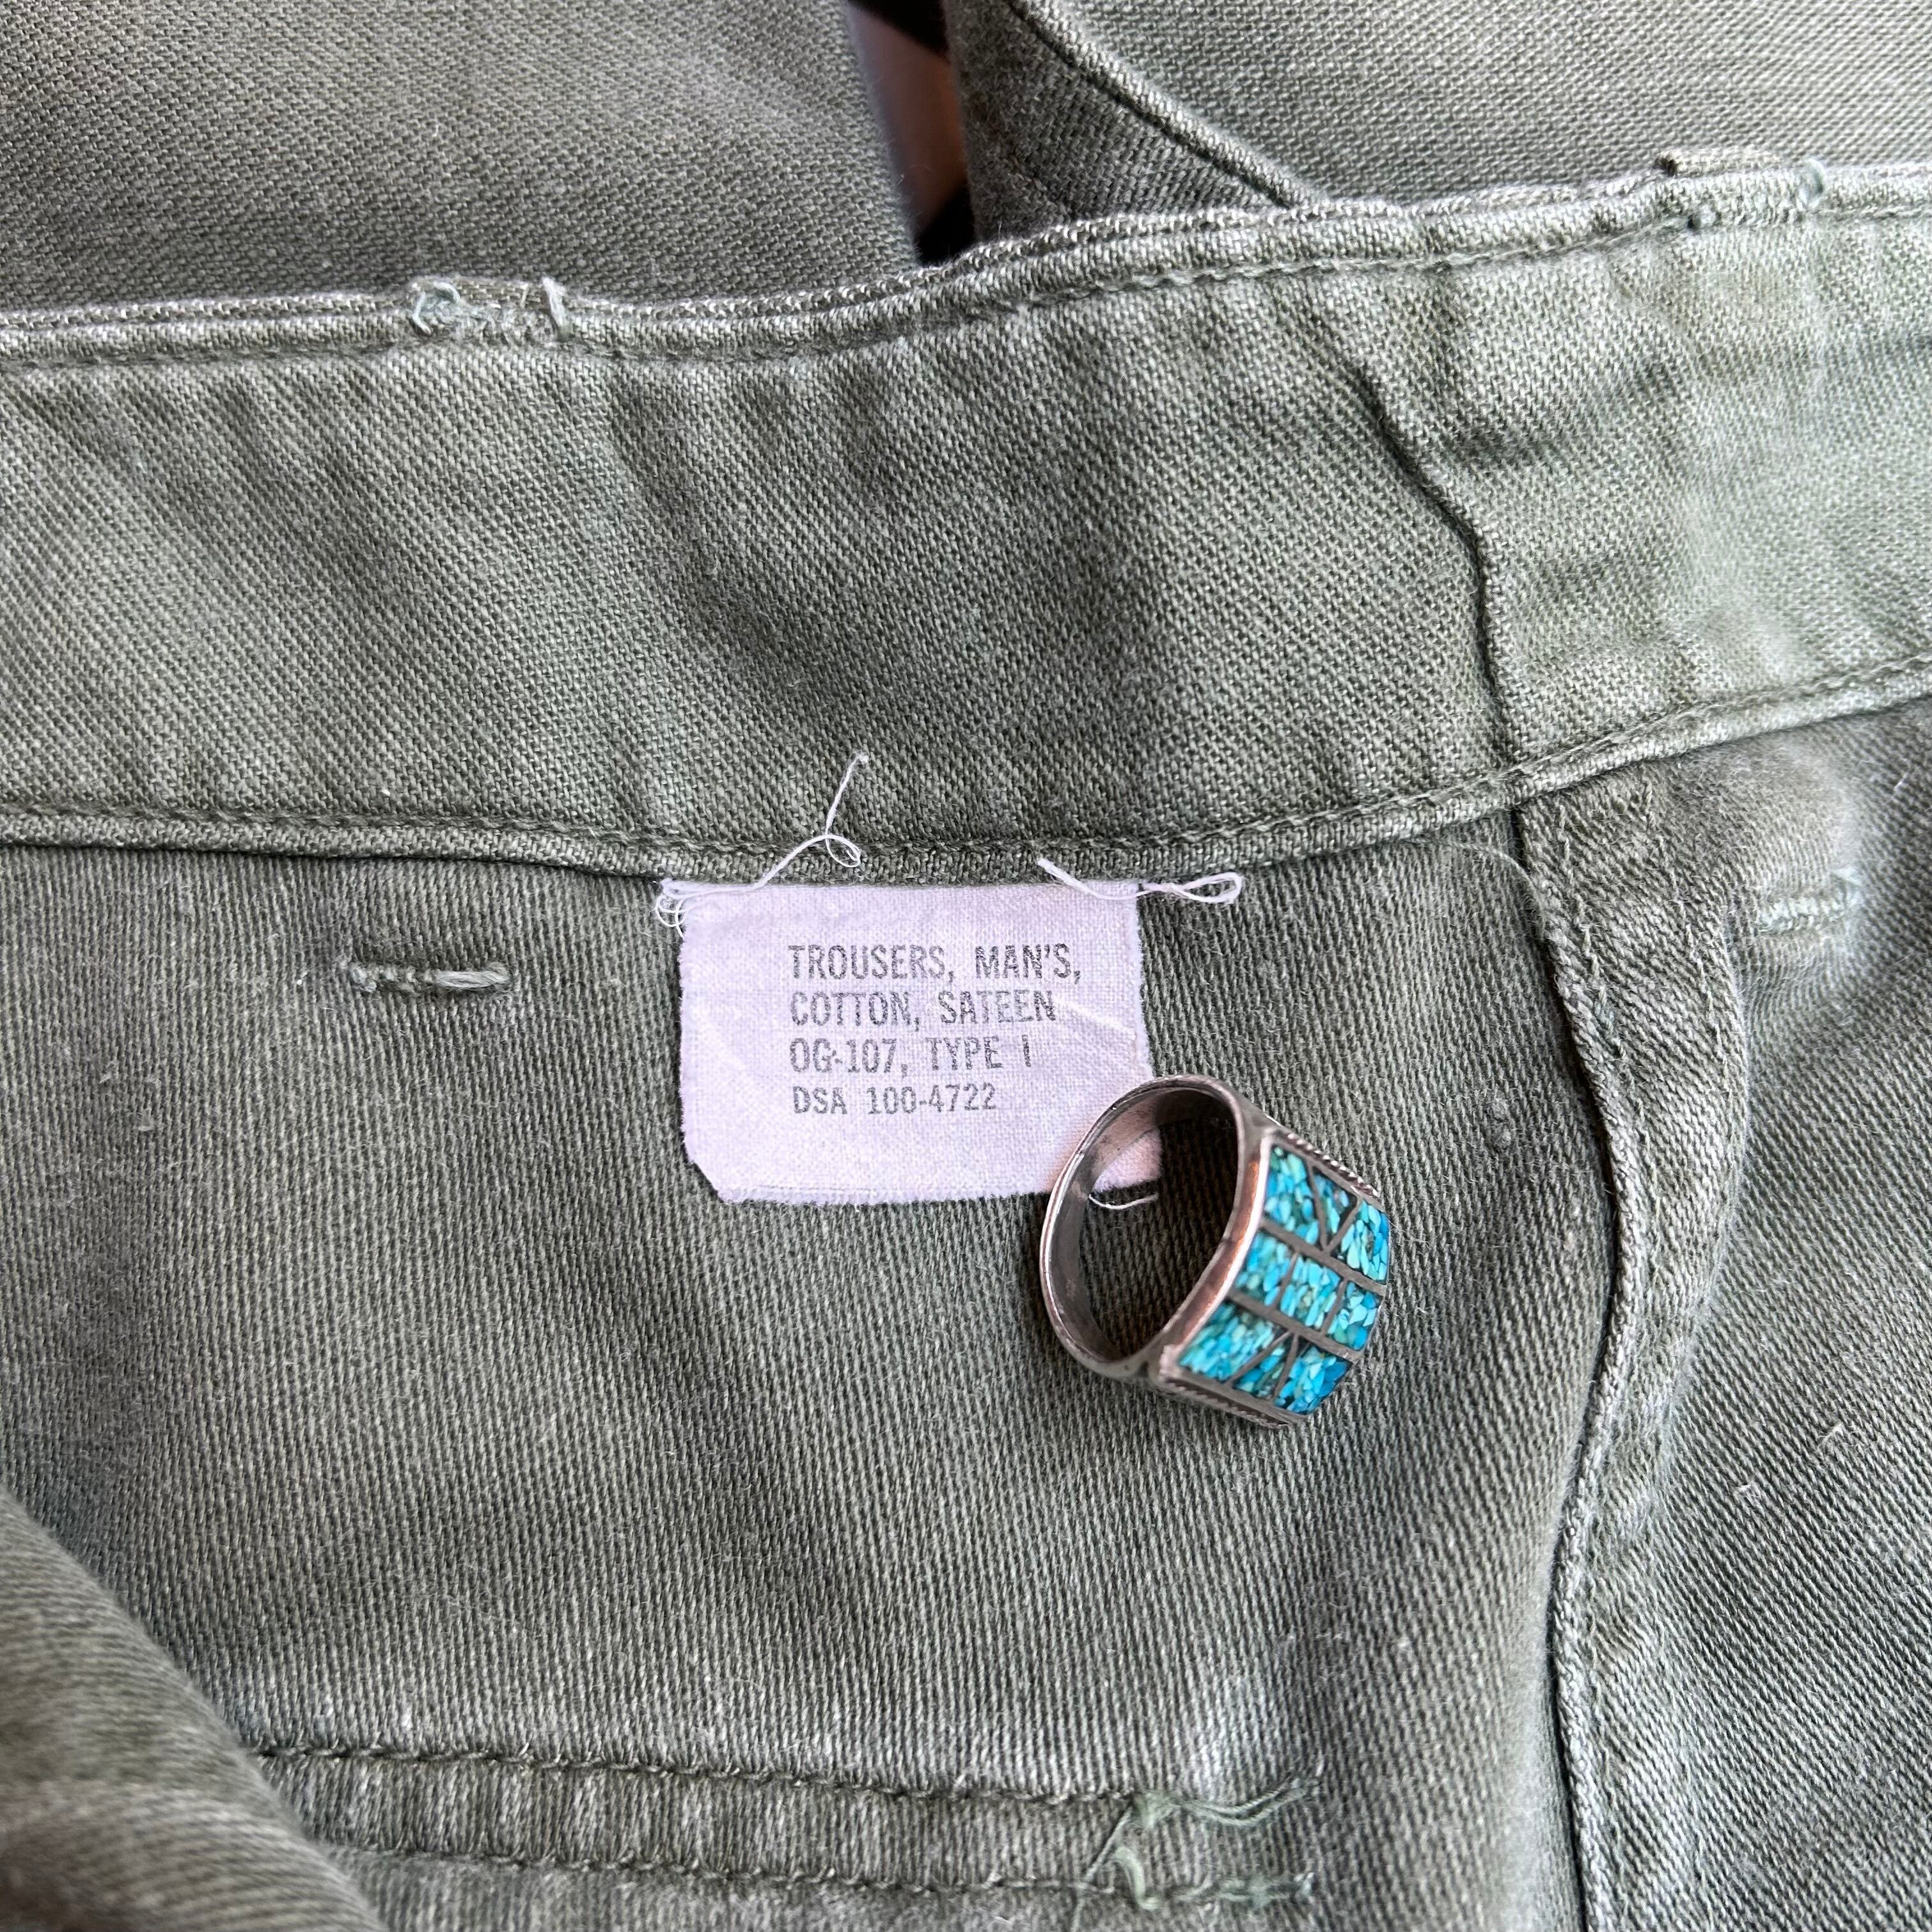 TROUSERS, MAN'S,
COTTON, SATEEN
OG-107, TYPE I
DSA 100-4722